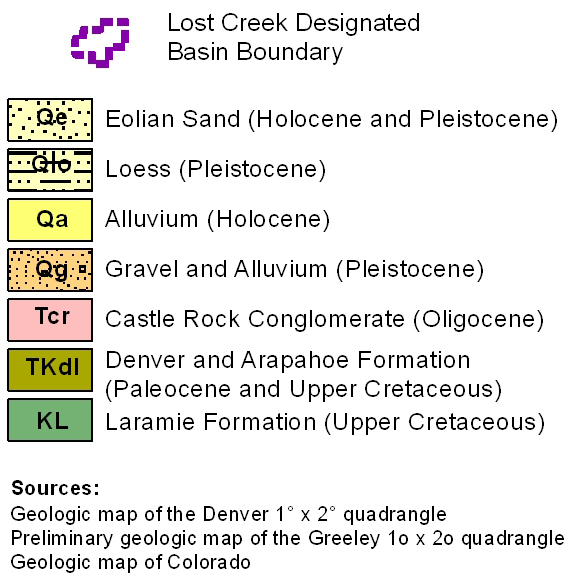 Lost Creek Designated
Basin Boundary
Qe Eolian Sand (Holocene and Pleistocene)
Qlo Loess (Pleistocene)
Qa Alluvium (Holocene)
Qg Gravel and Alluvium (Pleistocene)
Tcr Castle Rock Conglomerate (Oligocene)
TKdl Denver and Arapahoe Formation
(Paleocene and Upper Cretaceous)
KL Laramie Formation (Upper Cretaceous)
Sources:
Geologic map of the Denver 1° x 2° quadrangle
Preliminary geologic map of the Greeley 1o x 2o quadrangle
Geologic map of Colorado